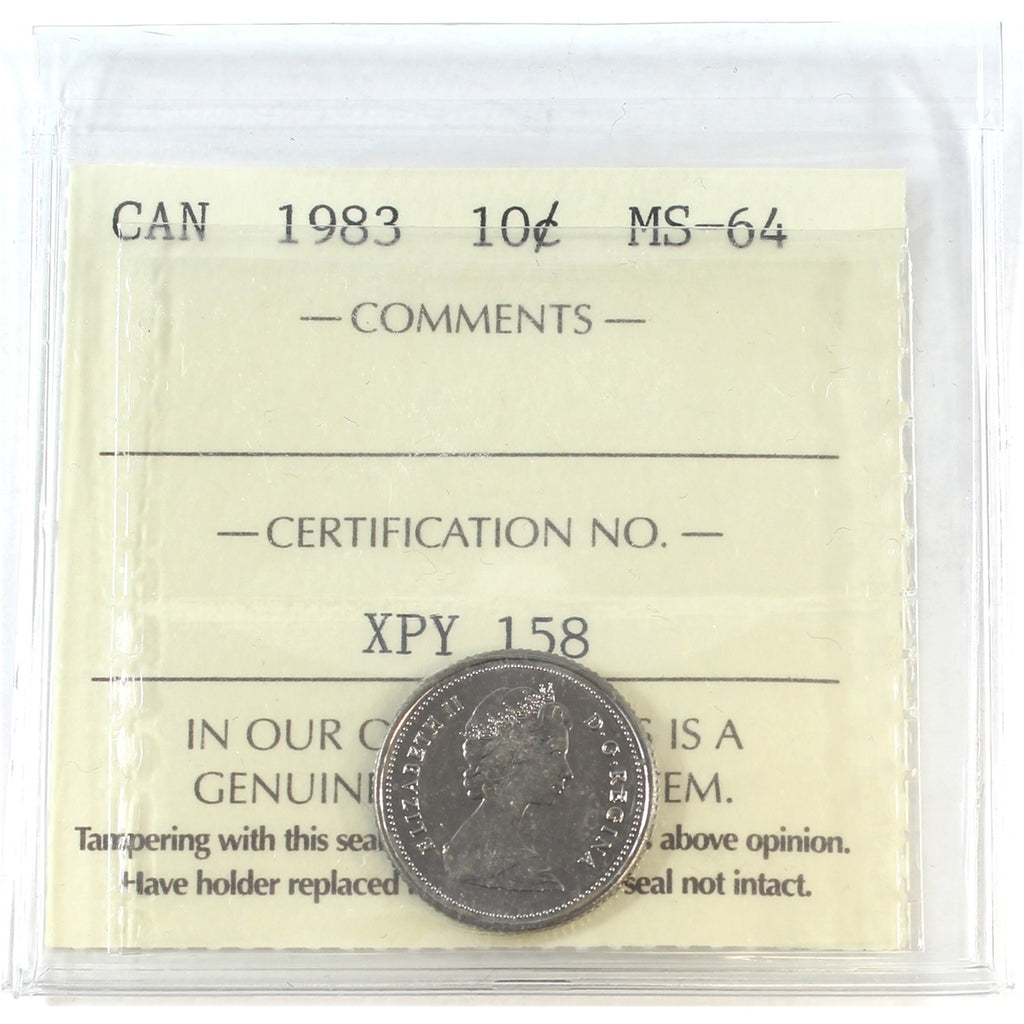 CAN 1983 10¢ MS-64
— COMMENTS —
— CERTIFICATION NO. —
XPY 158
IN OUR IS A
GENUIN EM.
Tampering with this seal above opinion.
Have holder replaced seal not intact.
ELIZABETH II D·G·REGINA